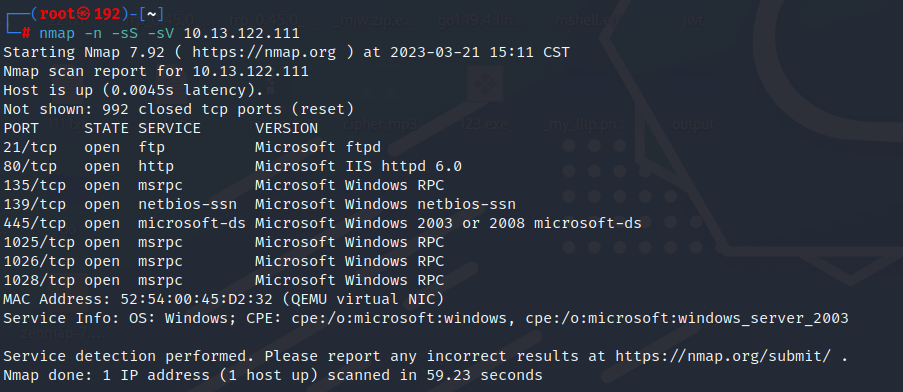 ┌──(root㉿192)-[~]
└─# nmap -n -sS -sV 10.13.122.111
Starting Nmap 7.92 ( https://nmap.org ) at 2023-03-21 15:11 CST
Nmap scan report for 10.13.122.111
Host is up (0.0045s latency).
Not shown: 992 closed tcp ports (reset)
PORT     STATE SERVICE      VERSION
21/tcp   open  ftp          Microsoft ftpd
80/tcp   open  http         Microsoft IIS httpd 6.0
135/tcp  open  msrpc        Microsoft Windows RPC
139/tcp  open  netbios-ssn  Microsoft Windows netbios-ssn
445/tcp  open  microsoft-ds Microsoft Windows 2003 or 2008 microsoft-ds
1025/tcp open  msrpc        Microsoft Windows RPC
1026/tcp open  msrpc        Microsoft Windows RPC
1028/tcp open  msrpc        Microsoft Windows RPC
MAC Address: 52:54:00:45:D2:32 (QEMU virtual NIC)
Service Info: OS: Windows; CPE: cpe:/o:microsoft:windows, cpe:/o:microsoft:windows_server_2003

Service detection performed. Please report any incorrect results at https://nmap.org/submit/ .
Nmap done: 1 IP address (1 host up) scanned in 59.23 seconds